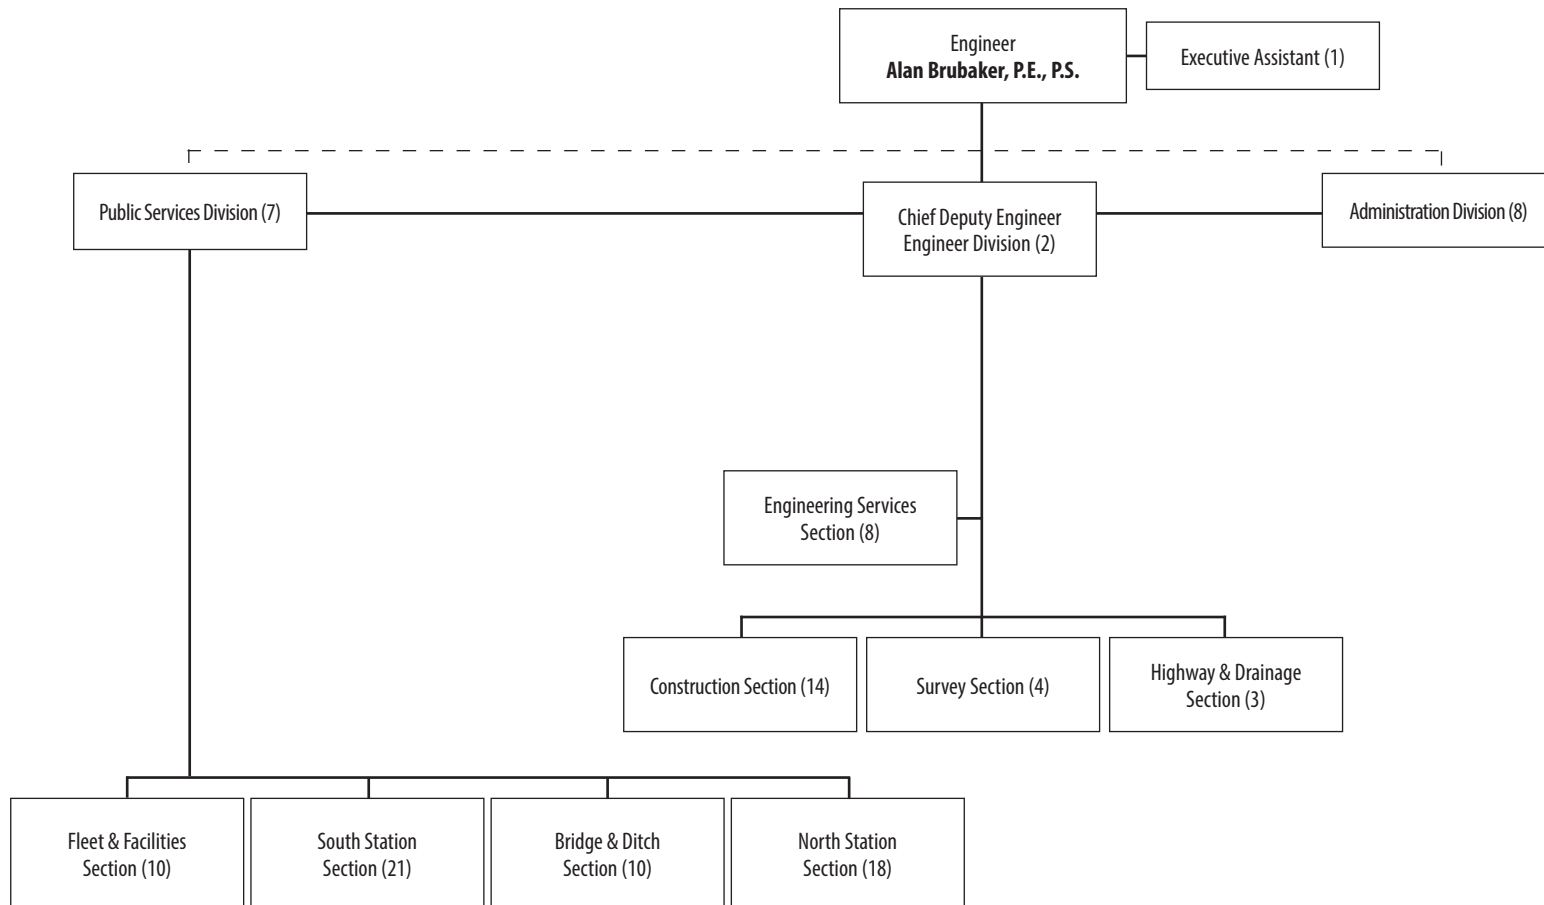 Engineer
Alan Brubaker, P.E., P.S.
Executive Assistant (1)
Public Services Division (7)
Chief Deputy Engineer
Engineer Division (2)
Administration Division (8)
Engineering Services
Section (8)
Construction Section (14)
Survey Section (4)
Highway & Drainage
Section (3)
Fleet & Facilities
Section (10)
South Station
Section (21)
Bridge & Ditch
Section (10)
North Station
Section (18)